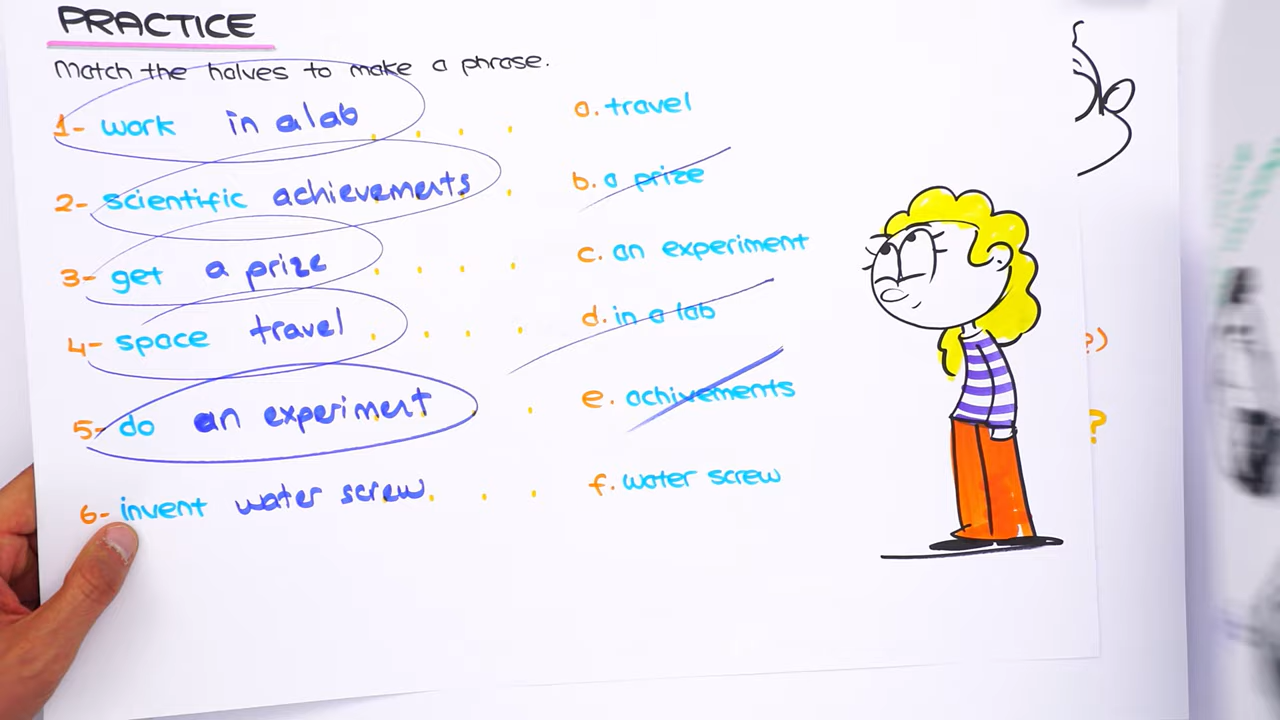 PRACTICE
Match the halves to make a phrase.
1- work in a lab . . . .
a. travel
2- scientific achievements .
b. a prize
3- get a prize . . . .
c. an experiment
4- space travel . . . .
d. in a lab
5- do an experiment . .
e. achivements
6- invent water screw . . .
f. water screw
?)
?